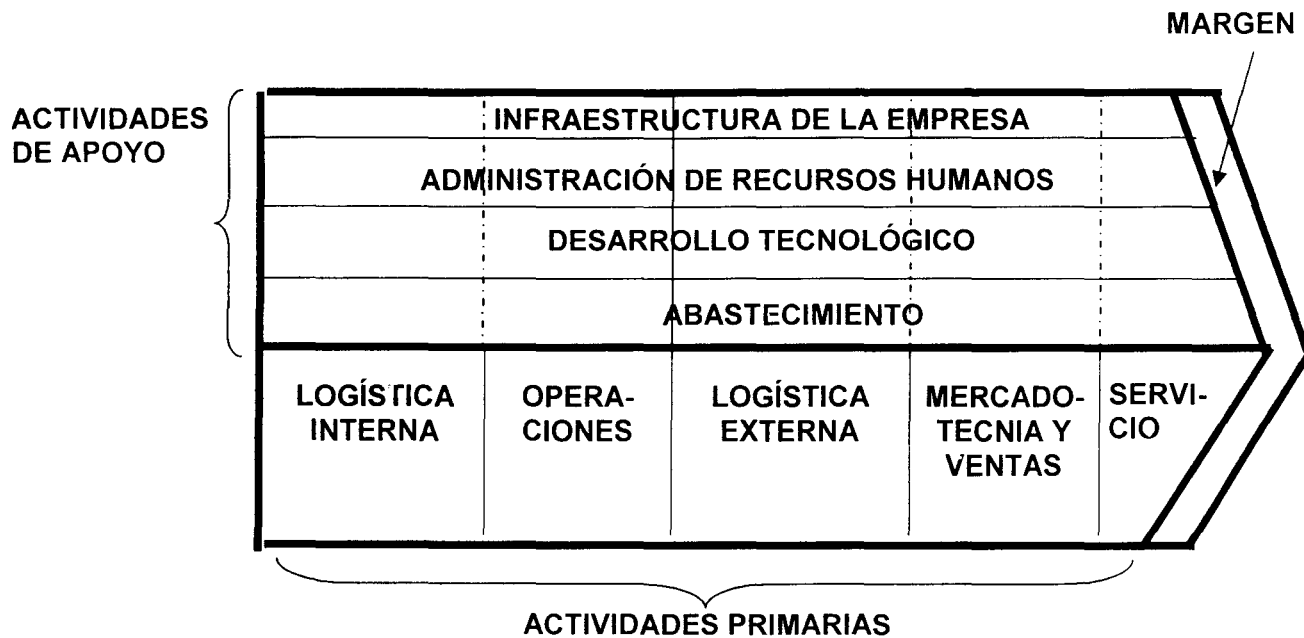 MARGEN
ACTIVIDADES
DE APOYO
INFRAESTRUCTURA DE LA EMPRESA
ADMINISTRACIÓN DE RECURSOS HUMANOS
DESARROLLO TECNOLÓGICO
ABASTECIMIENTO
LOGÍSTICA
INTERNA
OPERA-
CIONES
LOGÍSTICA
EXTERNA
MERCADO-
TECNIA Y
VENTAS
SERVI-
CIO
ACTIVIDADES PRIMARIAS